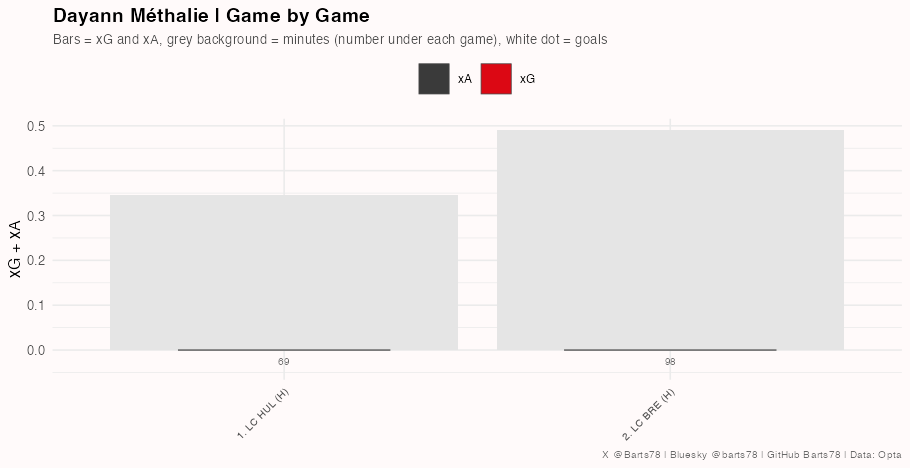 Dayann Méthalie | Game by Game
Bars = xG and xA, grey background = minutes (number under each game), white dot = goals
xA xG
xG + xA
0.5
0.4
0.3
0.2
0.1
0.0
69 98
1. LC HUL (H) 2. LC BRE (H)
X @Barts78 | Bluesky @barts78 | GitHub Barts78 | Data: Opta